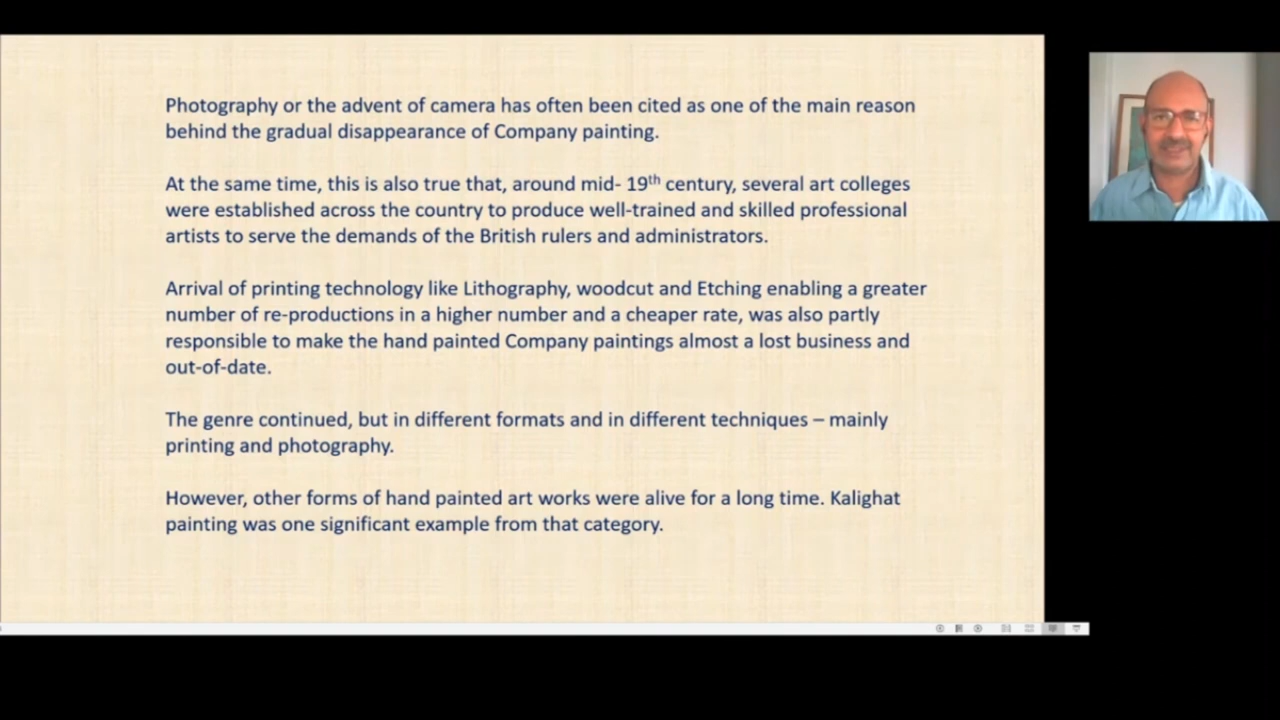 Photography or the advent of camera has often been cited as one of the main reason
behind the gradual disappearance of Company painting.
At the same time, this is also true that, around mid- 19th century, several art colleges
were established across the country to produce well-trained and skilled professional
artists to serve the demands of the British rulers and administrators.
Arrival of printing technology like Lithography, woodcut and Etching enabling a greater
number of re-productions in a higher number and a cheaper rate, was also partly
responsible to make the hand painted Company paintings almost a lost business and
out-of-date.
The genre continued, but in different formats and in different techniques – mainly
printing and photography.
However, other forms of hand painted art works were alive for a long time. Kalighat
painting was one significant example from that category.